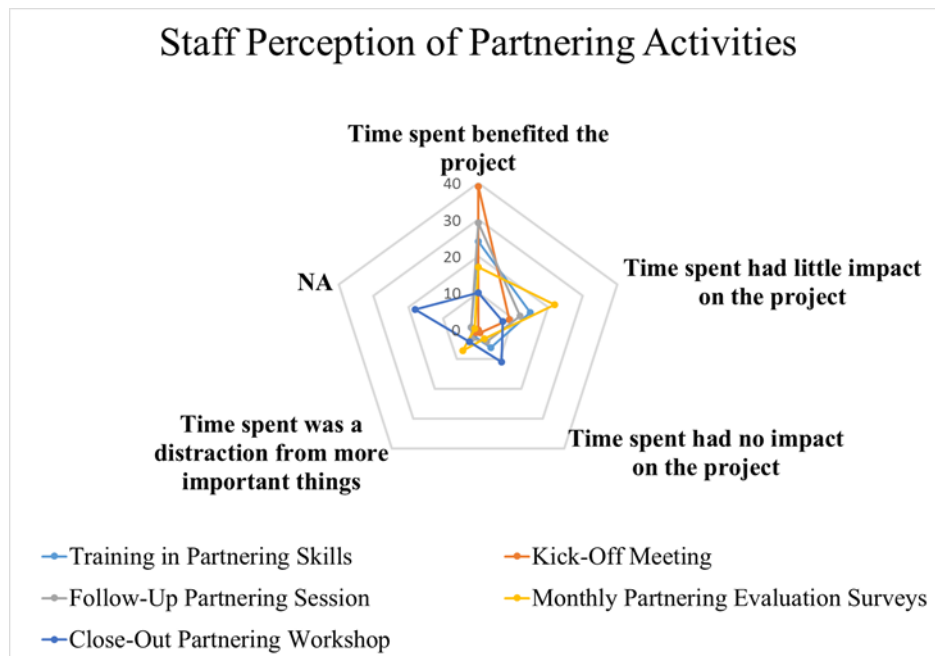 Staff Perception of Partnering Activities
Time spent benefited the
project
40
30
20
10
0
Time spent had little impact
on the project
NA
Time spent was a
distraction from more
important things
Time spent had no impact
on the project
Training in Partnering Skills
Kick-Off Meeting
Follow-Up Partnering Session
Monthly Partnering Evaluation Surveys
Close-Out Partnering Workshop